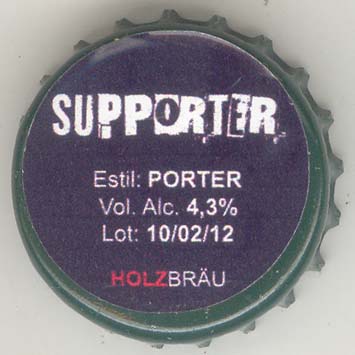 SUPPORTER
Estil: PORTER
Vol. Alc. 4,3%
Lot: 10/02/12
HOLZBRÄU